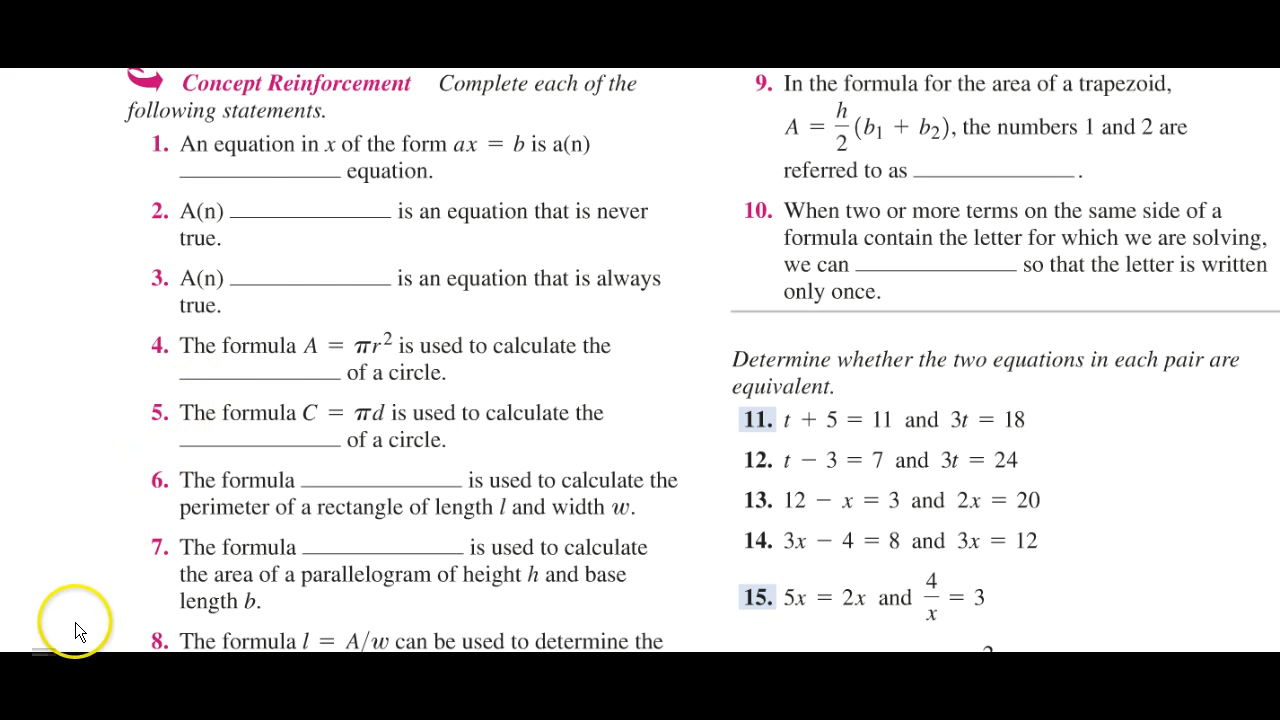 Concept Reinforcement Complete each of the
following statements.
1. An equation in x of the form ax = b is a(n)
____________ equation.
2. A(n) ____________ is an equation that is never
true.
3. A(n) ____________ is an equation that is always
true.
4. The formula A = πr² is used to calculate the
____________ of a circle.
5. The formula C = πd is used to calculate the
____________ of a circle.
6. The formula ____________ is used to calculate the
perimeter of a rectangle of length l and width w.
7. The formula ____________ is used to calculate
the area of a parallelogram of height h and base
length b.
8. The formula l = A/w can be used to determine the
9. In the formula for the area of a trapezoid,
A = h/2 (b₁ + b₂), the numbers 1 and 2 are
referred to as ____________.
10. When two or more terms on the same side of a
formula contain the letter for which we are solving,
we can ____________ so that the letter is written
only once.
Determine whether the two equations in each pair are
equivalent.
11. t + 5 = 11 and 3t = 18
12. t − 3 = 7 and 3t = 24
13. 12 − x = 3 and 2x = 20
14. 3x − 4 = 8 and 3x = 12
15. 5x = 2x and 4/x = 3